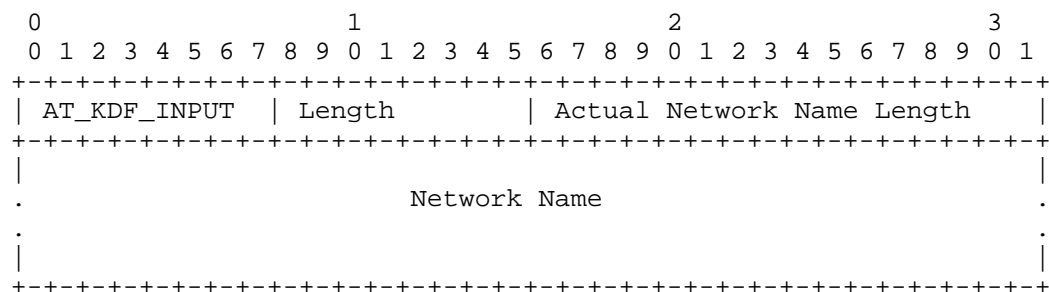 0                   1                   2                   3
 0 1 2 3 4 5 6 7 8 9 0 1 2 3 4 5 6 7 8 9 0 1 2 3 4 5 6 7 8 9 0 1
+-+-+-+-+-+-+-+-+-+-+-+-+-+-+-+-+-+-+-+-+-+-+-+-+-+-+-+-+-+-+-+-+
| AT_KDF_INPUT  | Length        | Actual Network Name Length    |
+-+-+-+-+-+-+-+-+-+-+-+-+-+-+-+-+-+-+-+-+-+-+-+-+-+-+-+-+-+-+-+-+
|                                                               |
.                        Network Name                           .
.                                                               .
|                                                               |
+-+-+-+-+-+-+-+-+-+-+-+-+-+-+-+-+-+-+-+-+-+-+-+-+-+-+-+-+-+-+-+-+